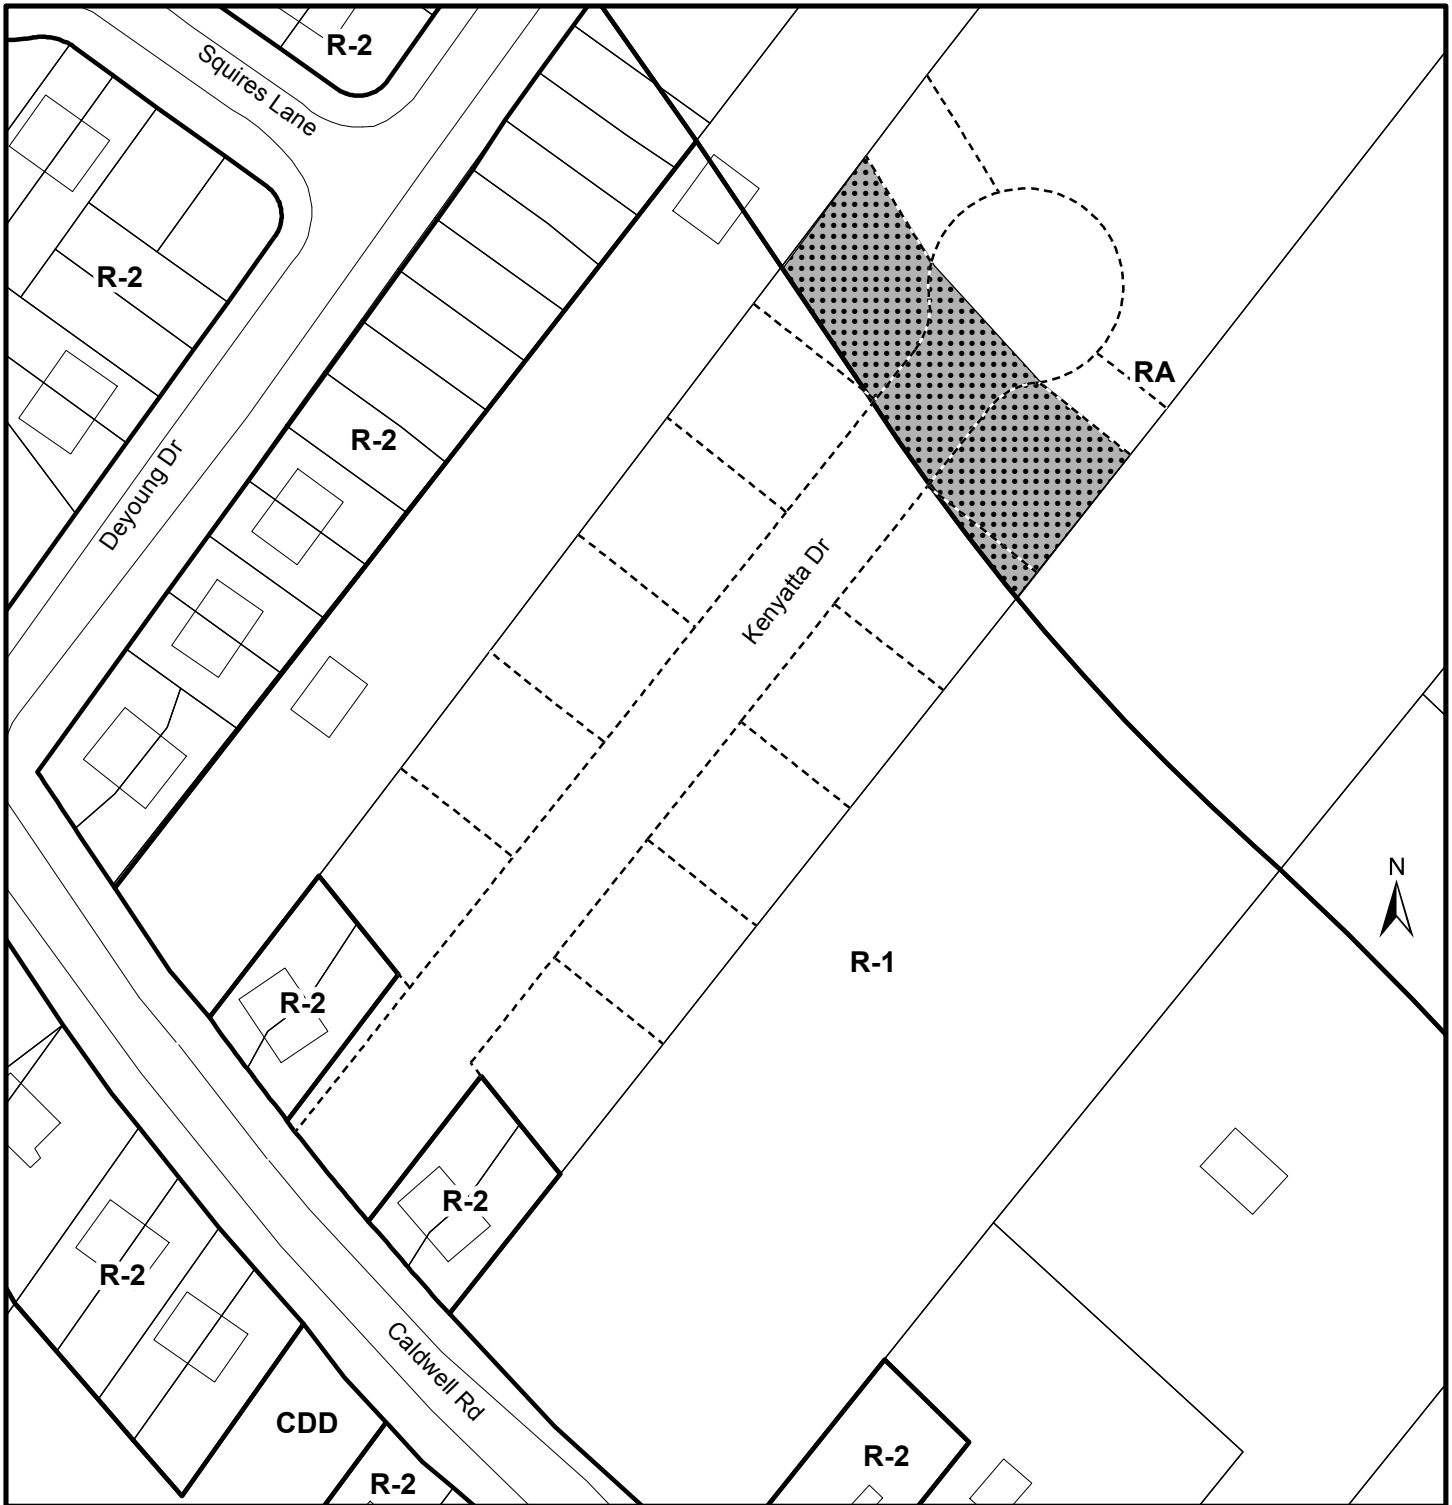 R-2
Squires Lane
R-2
RA
R-2
Deyoung Dr
Kenyatta Dr
N
R-1
R-2
R-2
R-2
Caldwell Rd
CDD
R-2
R-2